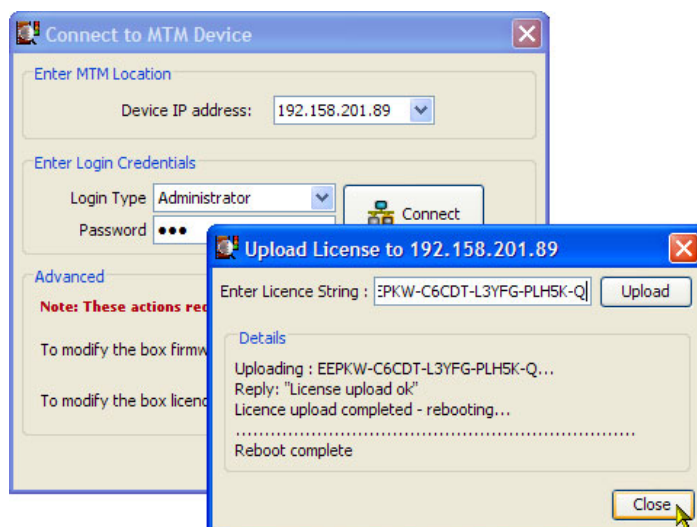 Connect to MTM Device
Enter MTM Location
Device IP address: 192.158.201.89
Enter Login Credentials
Login Type Administrator
Password
Connect
Advanced
Note: These actions
To modify the box
To modify the box
Upload License to 192.158.201.89
Enter Licence String : EPKW-C6CDT-L3YFG-PLH5K-Q Upload
Details
Uploading : EEPKW-C6CDT-L3YFG-PLH5K-Q...
Reply: "License upload ok"
Licence upload completed - rebooting...
......................................................................
Reboot complete
Close